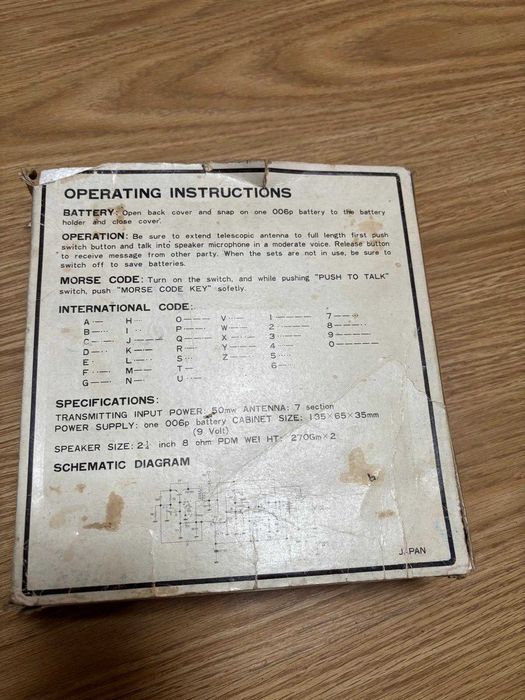 OPERATING INSTRUCTIONS
BATTERY: Open back cover and snap on one 006p battery to the battery
holder and close cover.
OPERATION: Be sure to extend telescopic antenna to full length first push
switch button and talk into speaker microphone in a moderate voice. Release button
to receive message from other party. When the sets are not in use, be sure to
switch off to save batteries.
MORSE CODE: Turn on the switch, and while pushing "PUSH TO TALK"
switch, push "MORSE CODE KEY" sofetly.
INTERNATIONAL CODE:
A ·— H ···· O ——— V ···— 1 ·———— 7 ——···
B —··· I ·· P ·——· W ·—— 2 ··——— 8 ———··
C —·—· J ·——— Q ——·— X —··— 3 ···—— 9 ————·
D —·· K —·— R ·—· Y —·—— 4 ····— 0 —————
E · L ·—·· S ··· Z ——·· 5 ·····
F ··—· M —— T — 6 —····
G ——· N —· U ··—
SPECIFICATIONS:
TRANSMITTING INPUT POWER: 50mw ANTENNA: 7 section
POWER SUPPLY: one 006p battery CABINET SIZE: 135×65×35mm
(9 Volt)
SPEAKER SIZE: 2¼ inch 8 ohm PDM WEI HT: 270Gm×2
SCHEMATIC DIAGRAM
J PAN